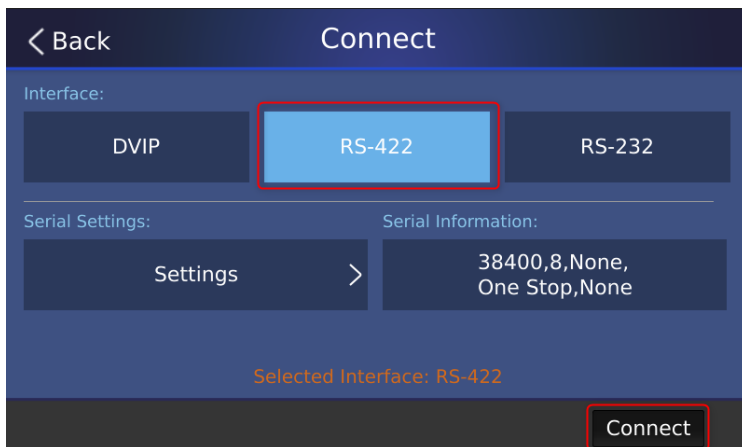 Back
Connect
Interface:
DVIP
RS-422
RS-232
Serial Settings:
Serial Information:
Settings
38400,8,None,
One Stop,None
Selected Interface: RS-422
Connect